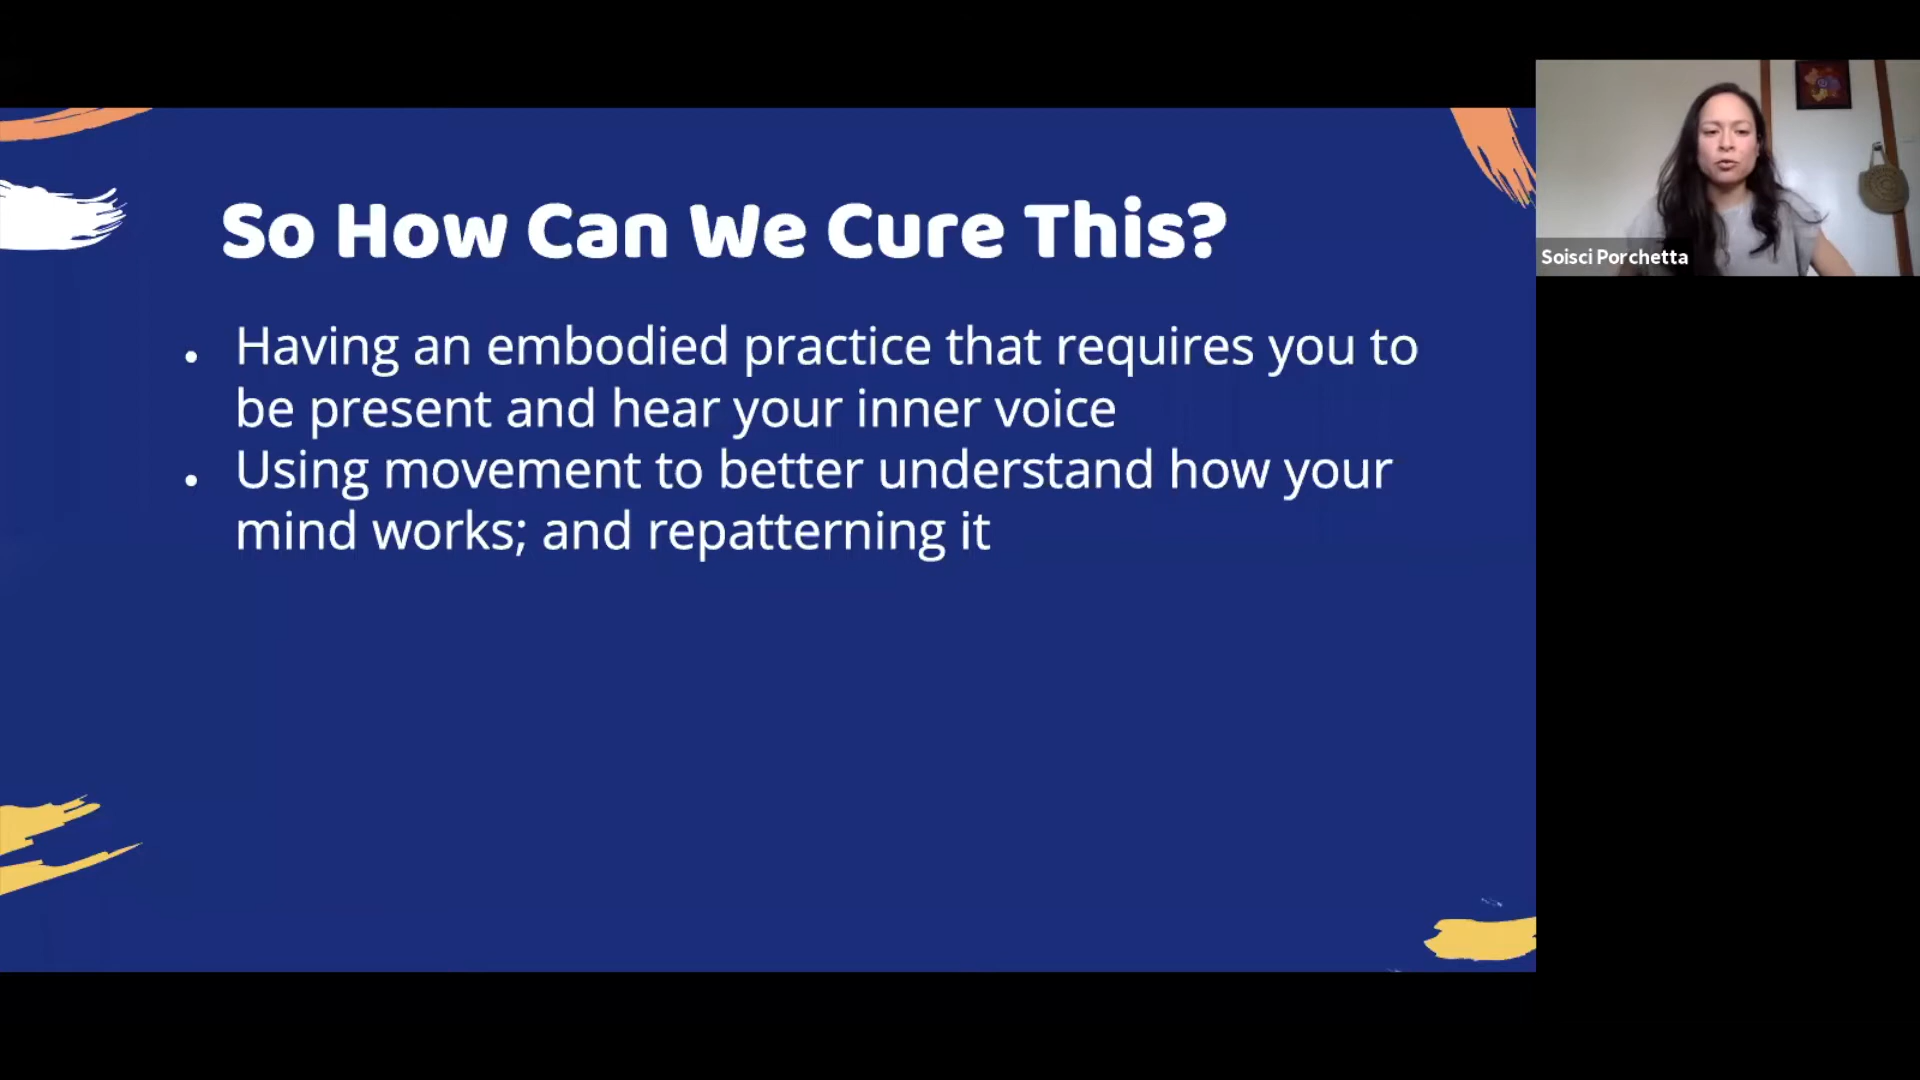 So How Can We Cure This?
• Having an embodied practice that requires you to
be present and hear your inner voice
• Using movement to better understand how your
mind works; and repatterning it
Soisci Porchetta